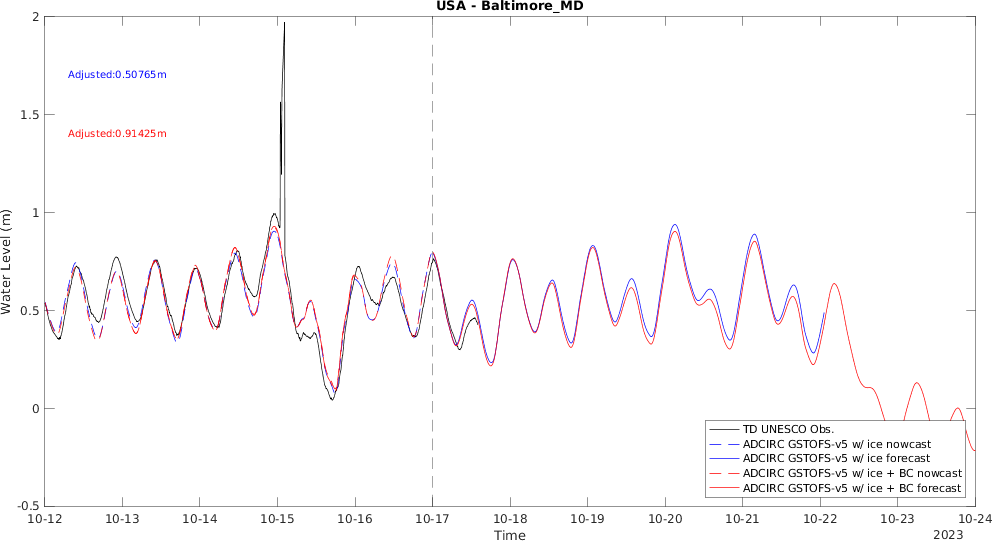 USA - Baltimore_MD
2
Adjusted:0.50765m
1.5
Adjusted:0.91425m
1
Water Level (m)
0.5
0
-0.5
TD UNESCO Obs.
ADCIRC GSTOFS-v5 w/ ice nowcast
ADCIRC GSTOFS-v5 w/ ice forecast
ADCIRC GSTOFS-v5 w/ ice + BC nowcast
ADCIRC GSTOFS-v5 w/ ice + BC forecast
10-12 10-13 10-14 10-15 10-16 10-17 10-18 10-19 10-20 10-21 10-22 10-23 10-24
Time
2023